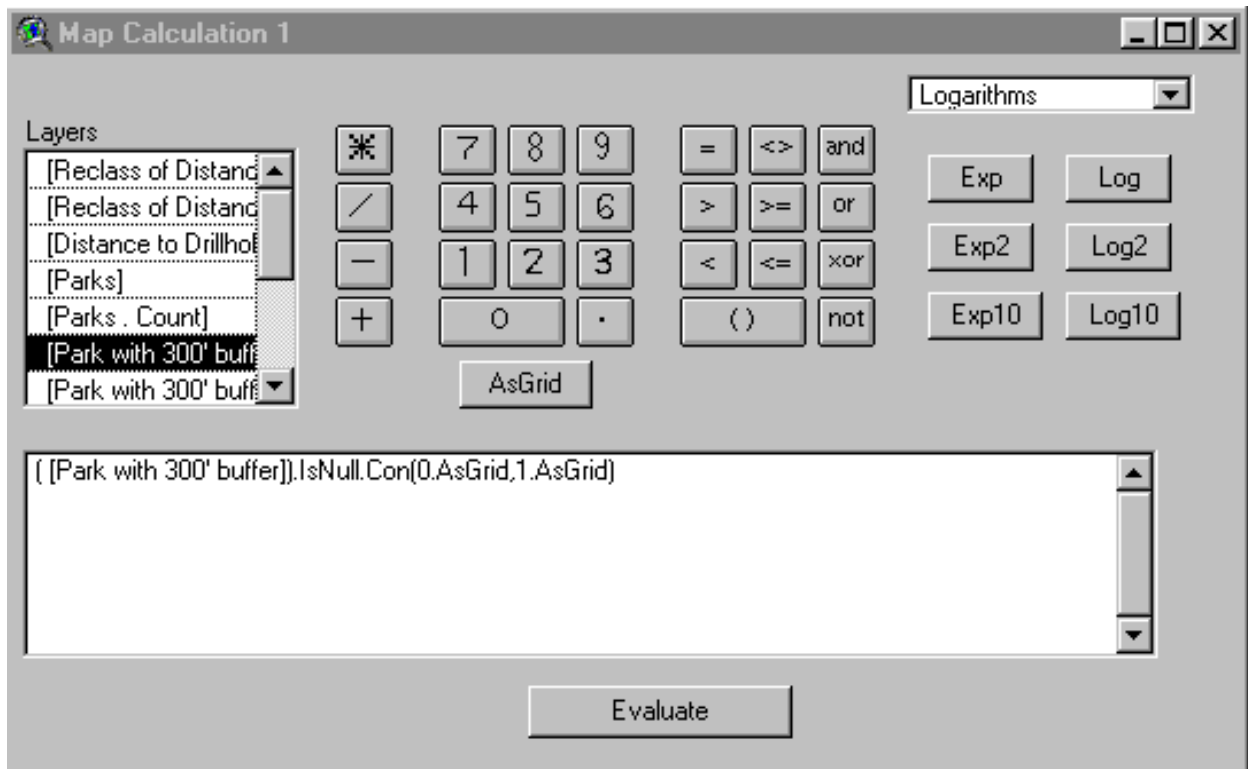 Map Calculation 1
Logarithms
Layers
[Reclass of Distanc
[Reclass of Distanc
[Distance to Drillhol
[Parks]
[Parks . Count]
[Park with 300' buff
[Park with 300' buff
* 7 8 9 = <> and
/ 4 5 6 > >= or
- 1 2 3 < <= xor
+ 0 . ( ) not
AsGrid
Exp Log
Exp2 Log2
Exp10 Log10
( [Park with 300' buffer]).IsNull.Con(0.AsGrid,1.AsGrid)
Evaluate